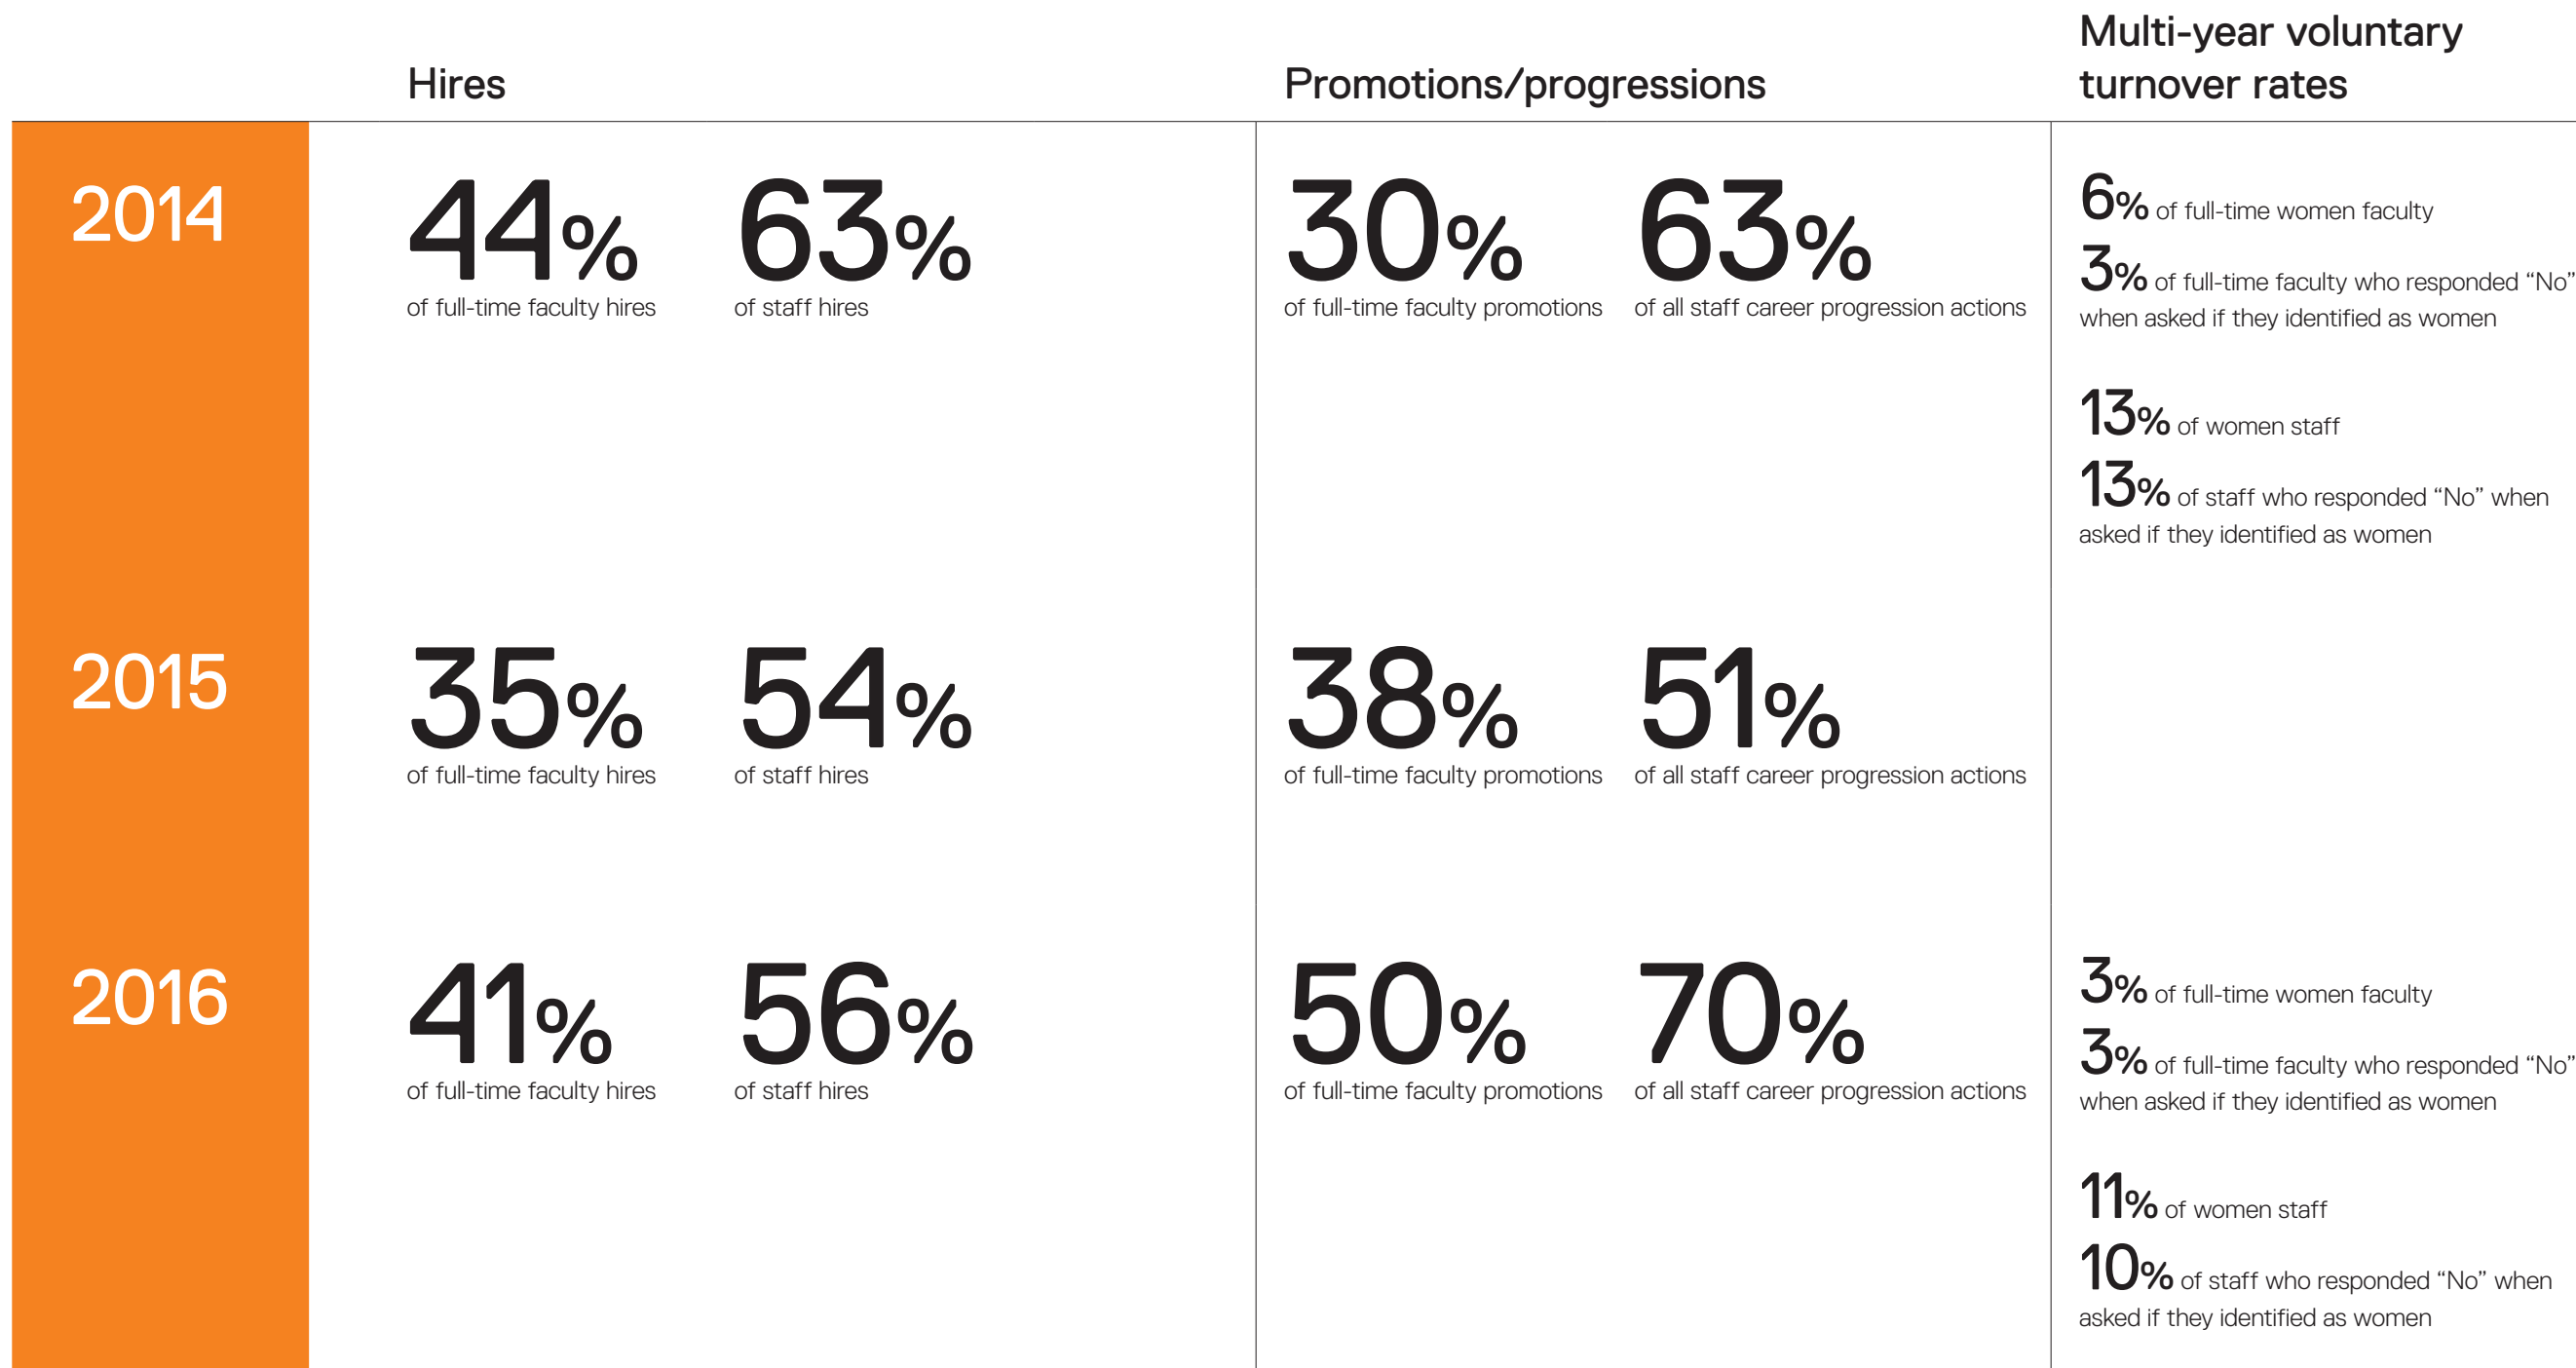 Hires
Promotions/progressions
Multi-year voluntary
turnover rates
2014
44%
of full-time faculty hires
63%
of staff hires
30%
of full-time faculty promotions
63%
of all staff career progression actions
6% of full-time women faculty
3% of full-time faculty who responded “No”
when asked if they identified as women
13% of women staff
13% of staff who responded “No” when
asked if they identified as women
2015
35%
of full-time faculty hires
54%
of staff hires
38%
of full-time faculty promotions
51%
of all staff career progression actions
2016
41%
of full-time faculty hires
56%
of staff hires
50%
of full-time faculty promotions
70%
of all staff career progression actions
3% of full-time women faculty
3% of full-time faculty who responded “No”
when asked if they identified as women
11% of women staff
10% of staff who responded “No” when
asked if they identified as women